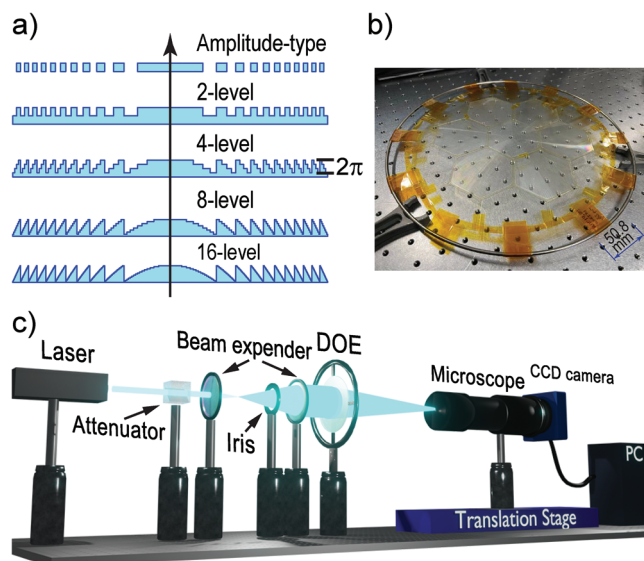 a)
Amplitude-type
2-level
4-level
2π
8-level
16-level
b)
50.8
mm
c)
Laser
Attenuator
Beam expender
Iris
DOE
Microscope
CCD camera
PC
Translation Stage